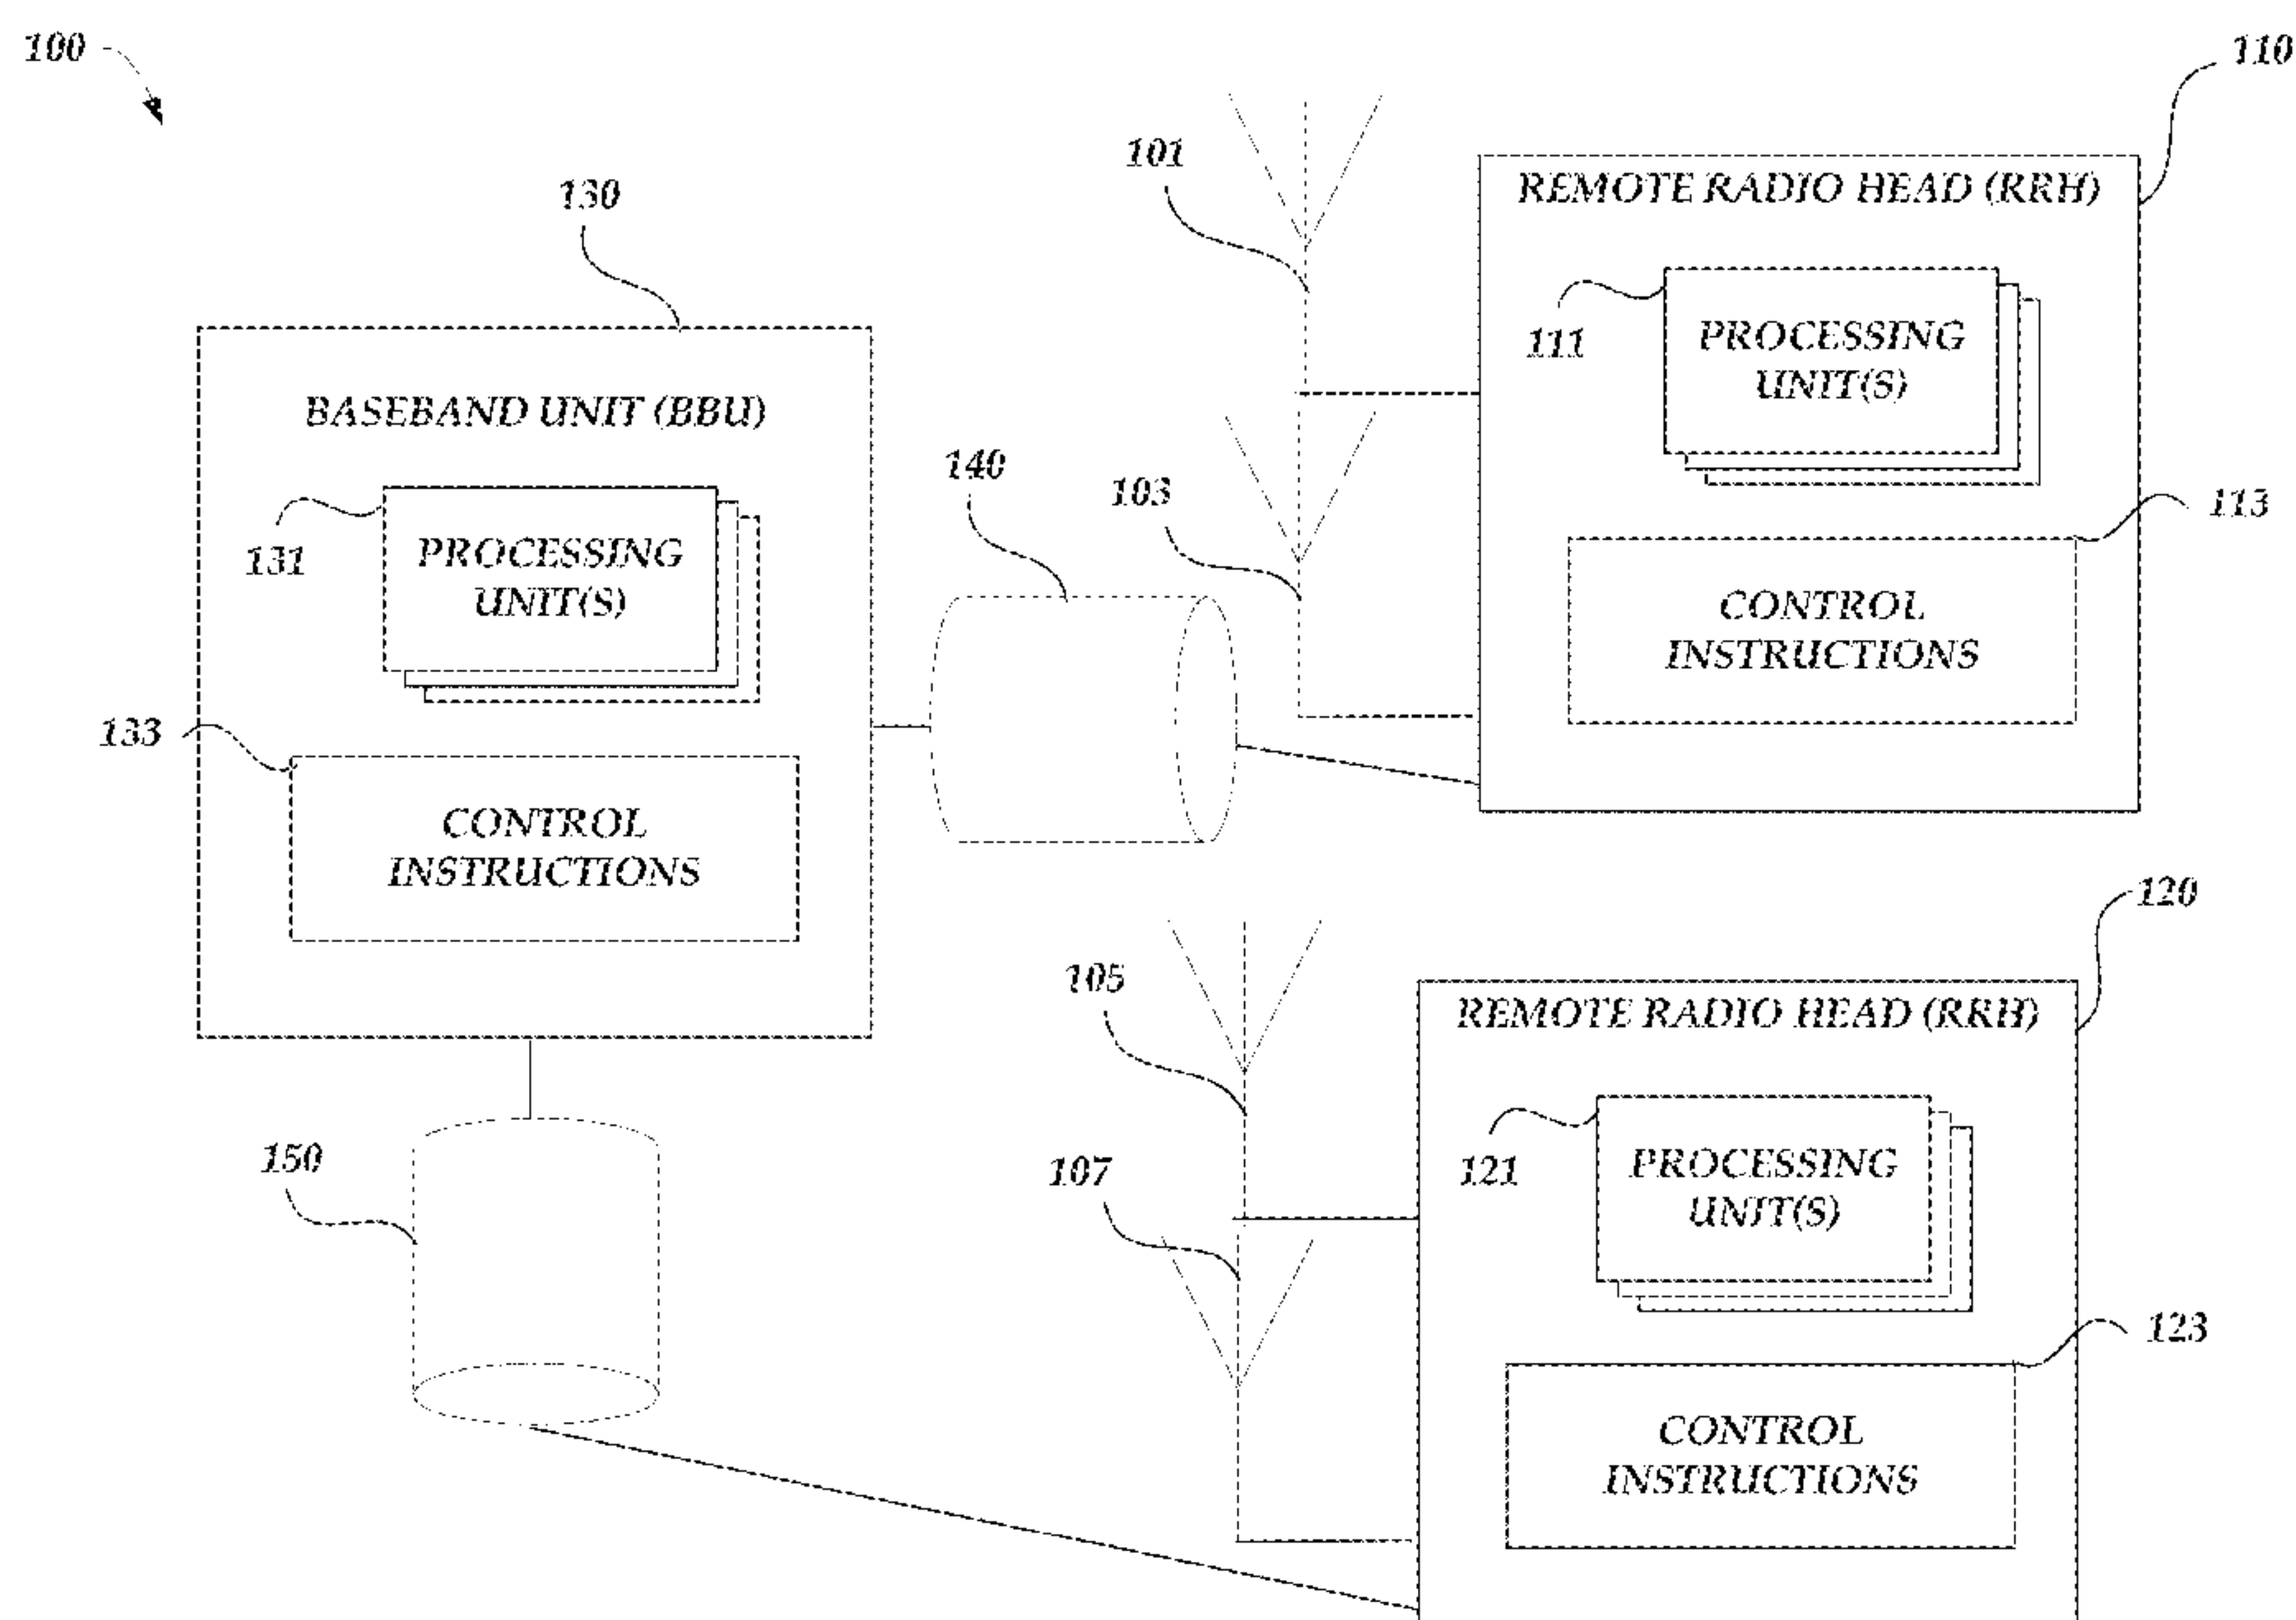 100
110
101
REMOTE RADIO HEAD (RRH)
130
111
PROCESSING
UNIT(S)
BASEBAND UNIT (BBU)
140
103
113
131
PROCESSING
UNIT(S)
CONTROL
INSTRUCTIONS
133
CONTROL
INSTRUCTIONS
120
105
REMOTE RADIO HEAD (RRH)
150
107
121
PROCESSING
UNIT(S)
123
CONTROL
INSTRUCTIONS